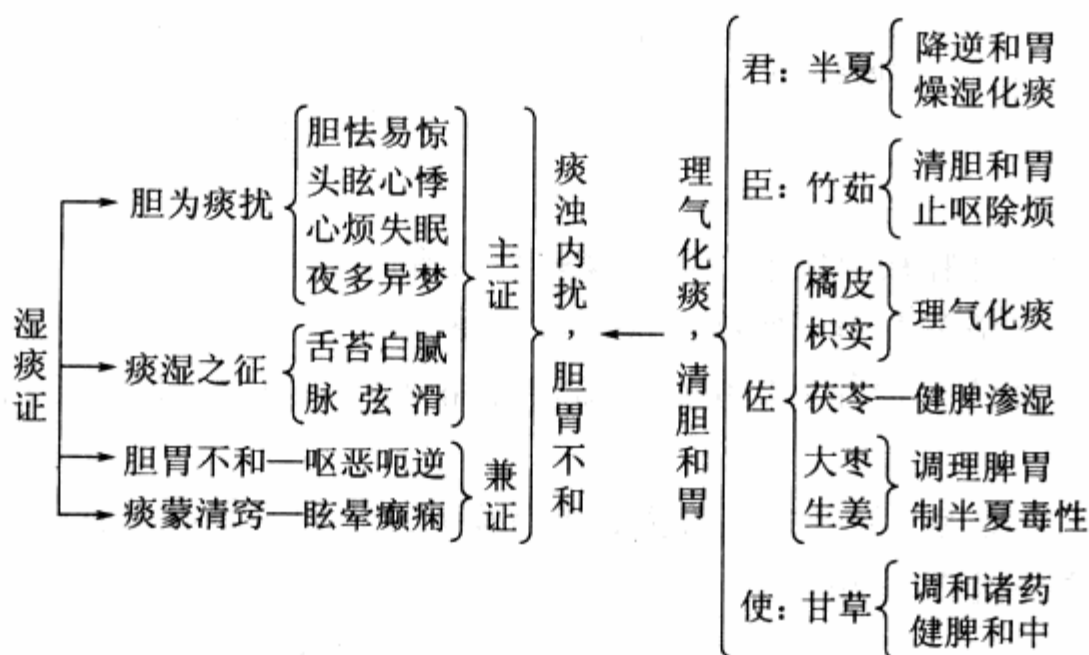 湿痰证
胆为痰扰
胆怯易惊
头眩心悸
心烦失眠
夜多异梦
痰湿之征
舌苔白腻
脉弦滑
主证
胆胃不和—呕恶呃逆
痰蒙清窍—眩晕癫痫
兼证
痰浊内扰，胆胃不和
理气化痰，清胆和胃
君：半夏
降逆和胃
燥湿化痰
臣：竹茹
清胆和胃
止呕除烦
佐
橘皮
枳实
理气化痰
茯苓—健脾渗湿
大枣
生姜
调理脾胃
制半夏毒性
使：甘草
调和诸药
健脾和中